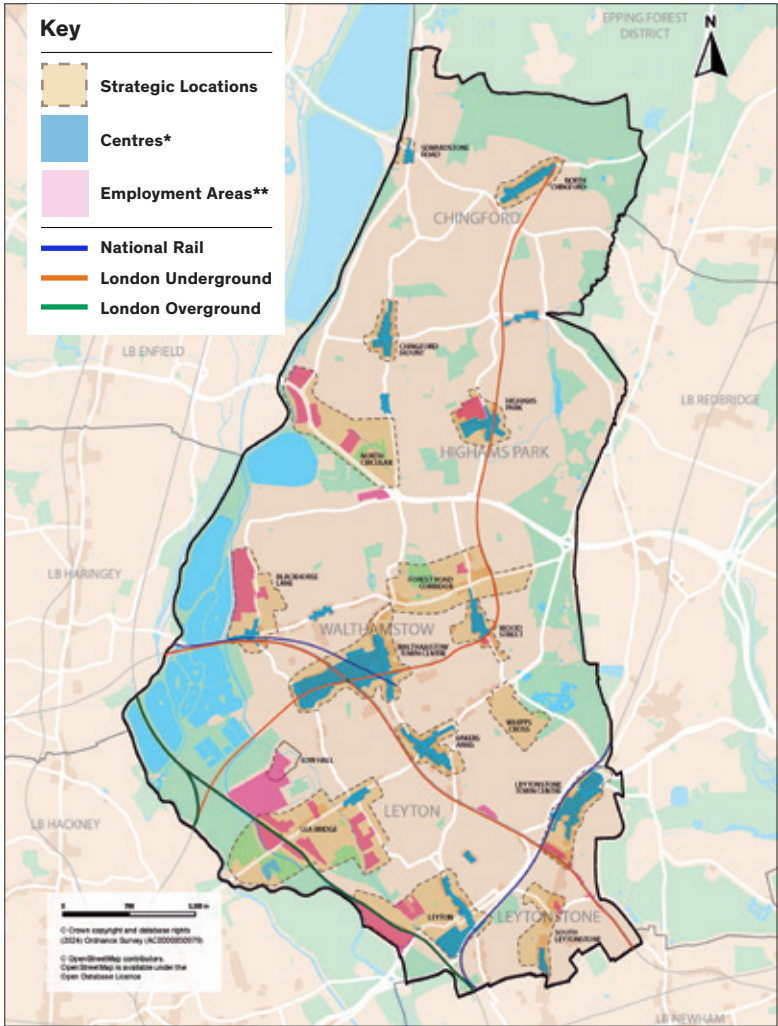 Key
Strategic Locations
Centres*
Employment Areas**
National Rail
London Underground
London Overground
EPPING FOREST
DISTRICT
N
SEWARDSTONE
ROAD
NORTH
CHINGFORD
CHINGFORD
CHINGFORD
MOUNT
LB ENFIELD
LB REDBRIDGE
HIGHAMS
PARK
HIGHAMS PARK
NORTH
CIRCULAR
LB HARINGEY
BLACKHORSE
LANE
FOREST ROAD
CORRIDOR
WALTHAMSTOW
WOOD
STREET
WALTHAMSTOW
TOWN CENTRE
WHIPPS
CROSS
BAKERS
ARMS
LOW HALL
LEYTONSTONE
TOWN CENTRE
LEYTON
LB HACKNEY
LEA BRIDGE
LEYTON
LEYTONSTONE
SOUTH
LEYTONSTONE
0
© Crown copyright and database rights
(2024) Ordnance Survey
© OpenStreetMap contributors.
OpenStreetMap is available under the
Open Database Licence
LB NEWHAM